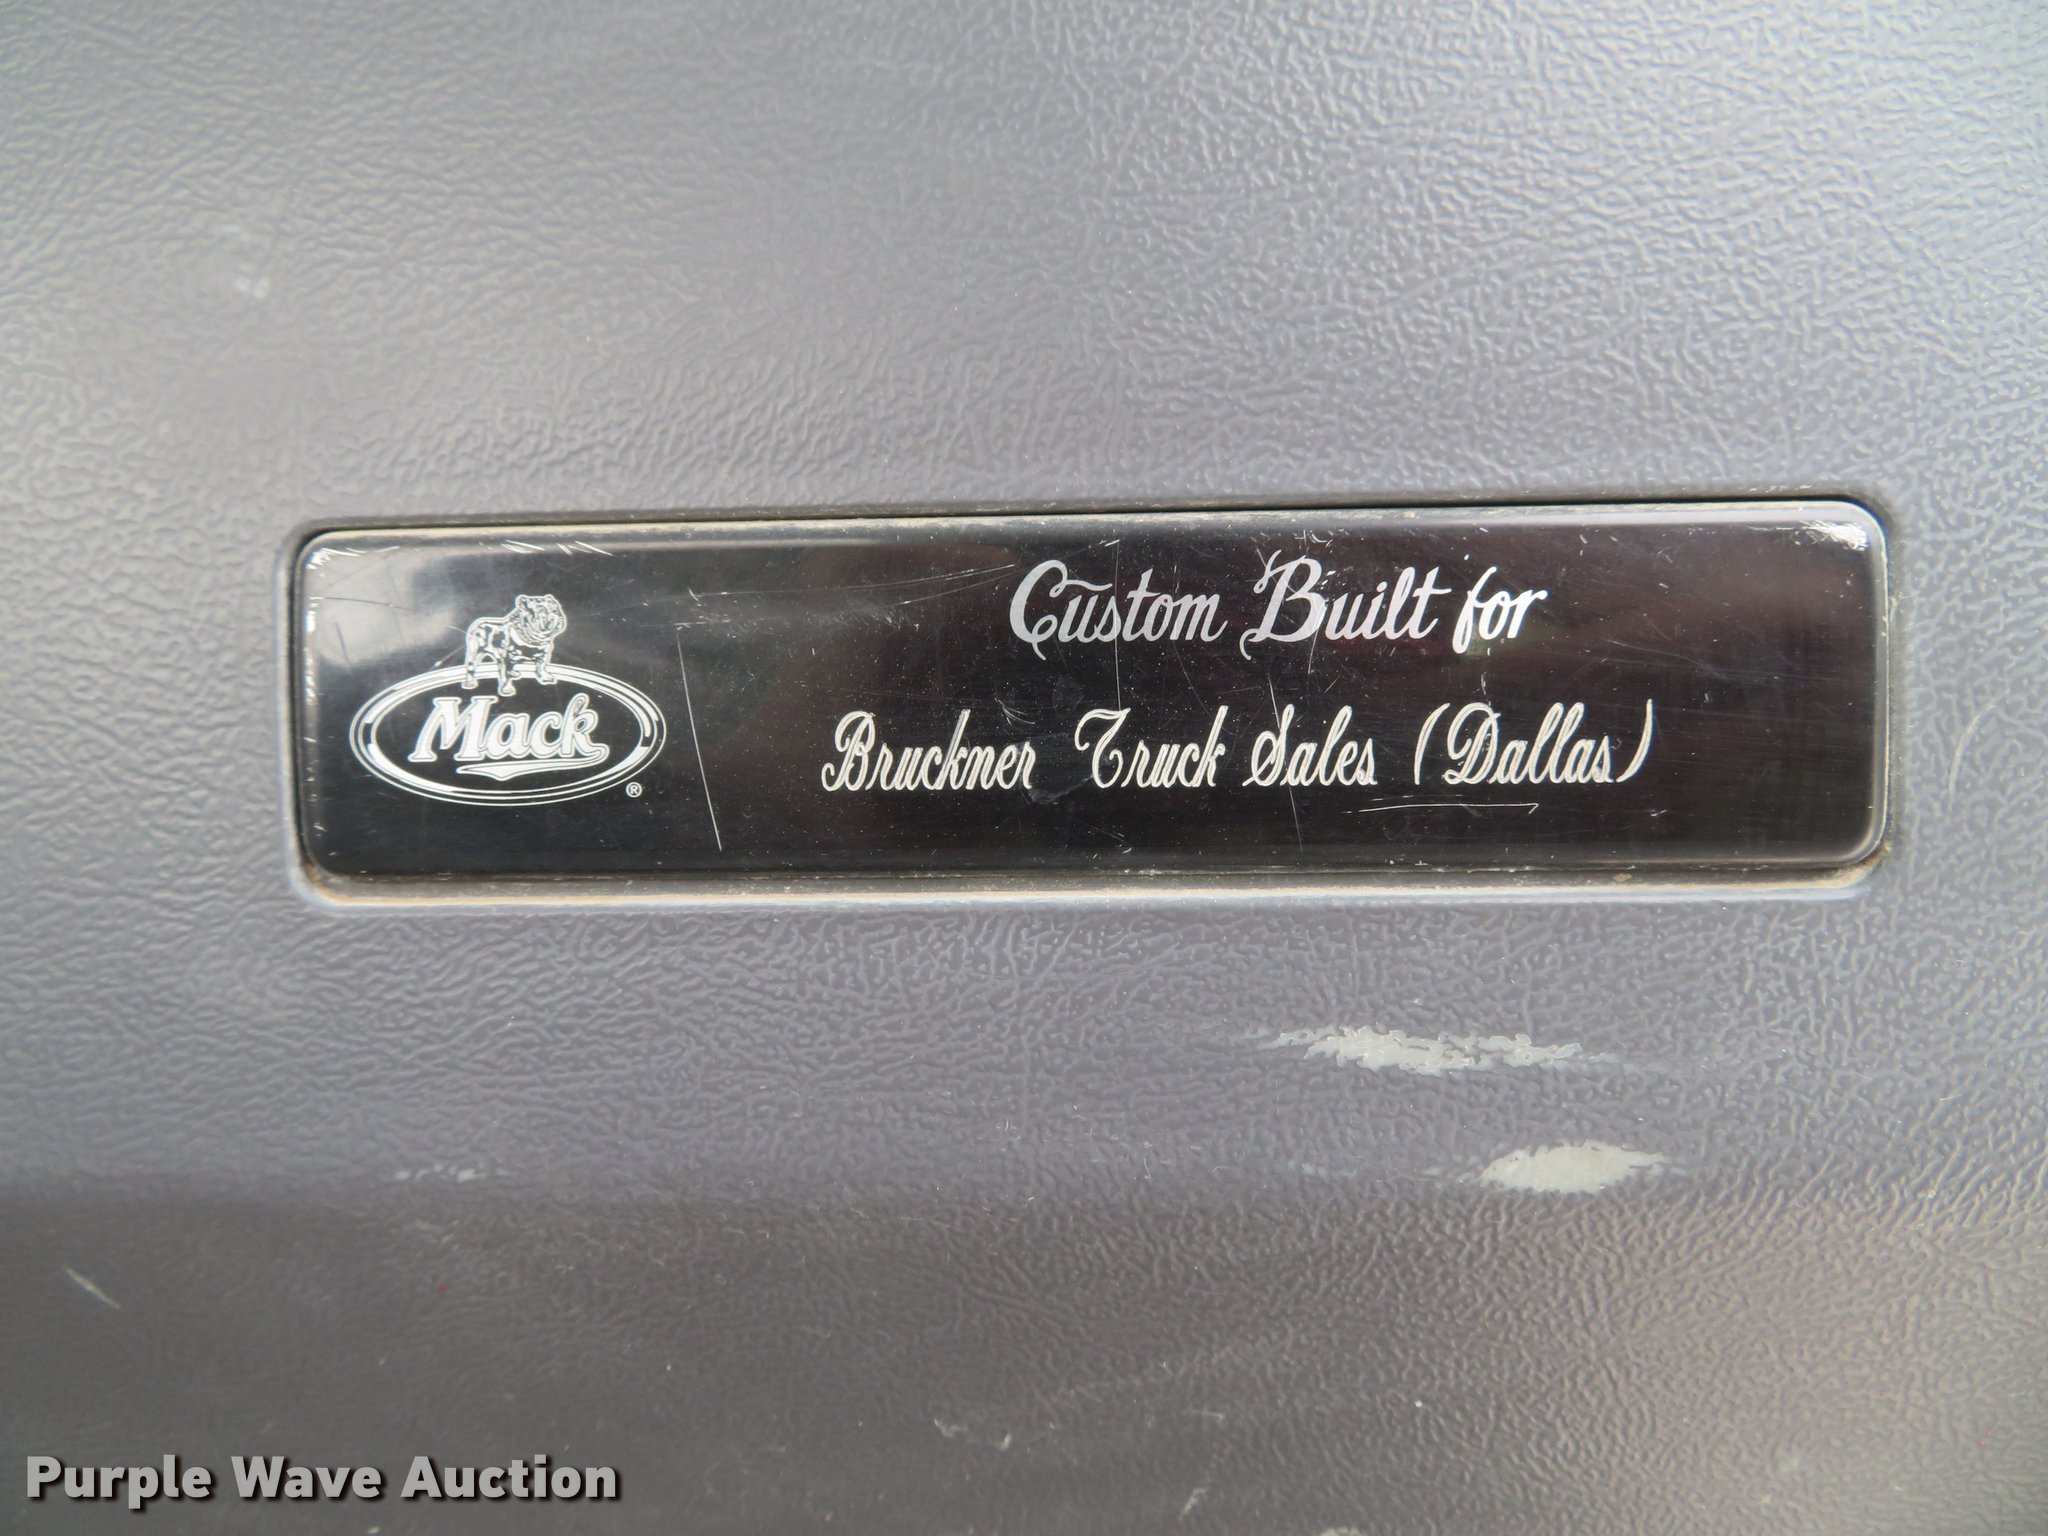 Custom Built for
Mack®
Bruckner Truck Sales (Dallas)
Purple Wave Auction